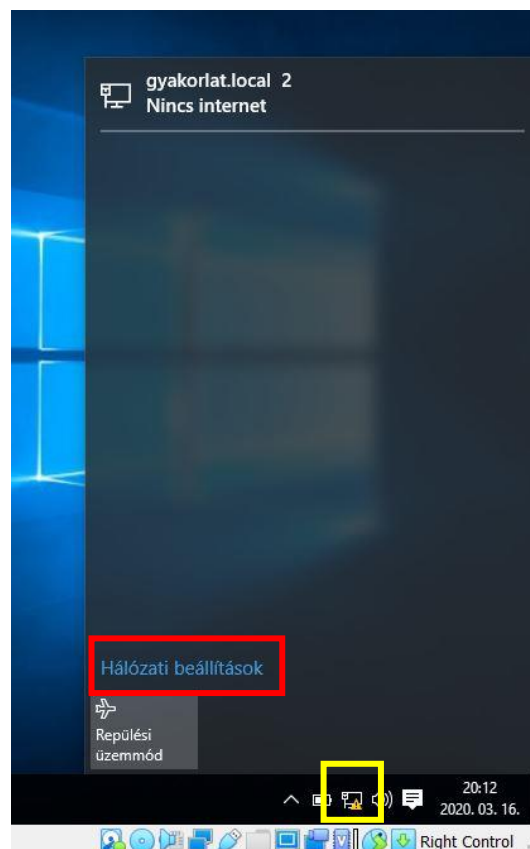 gyakorlat.local 2
Nincs internet
Hálózati beállítások
Repülési
üzemmód
20:12
2020. 03. 16.
Right Control